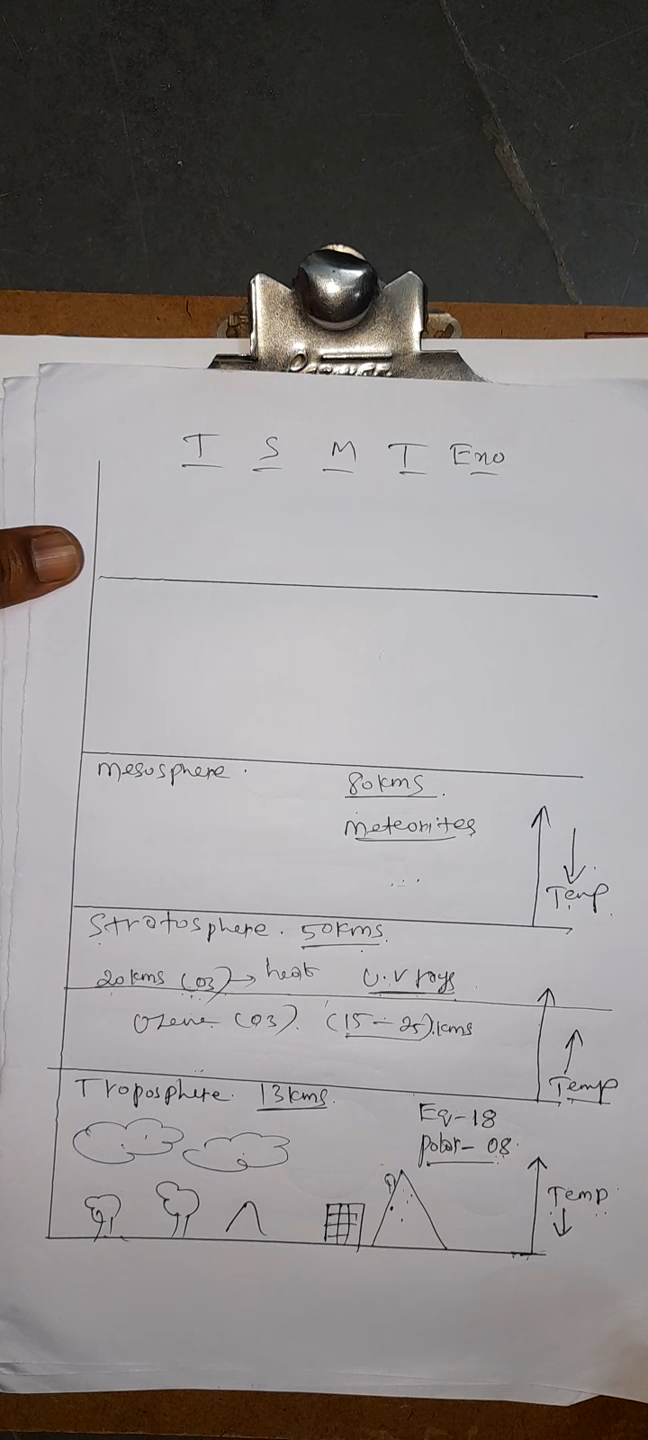 T S M T Exo
Mesosphere. 80kms.
Meteorites
Temp.
Stratosphere. 50kms.
20kms (O3) → heat U.V rays
Ozone (O3). (15-25).kms
Temp
Troposphere. 13kms.
Eq-18
polar-08.
Temp